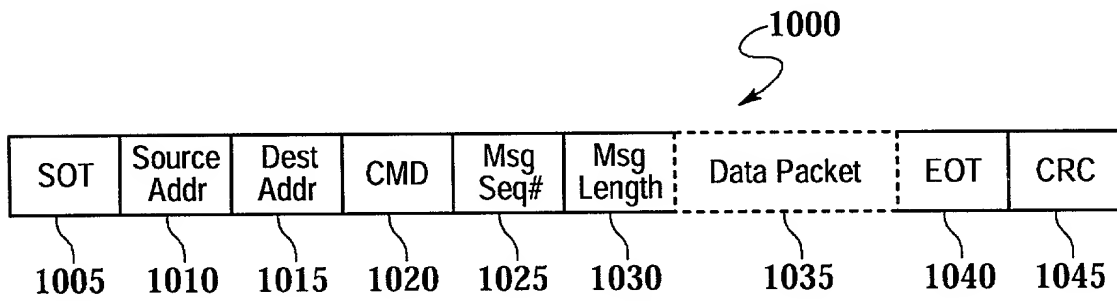 1000
SOT
Source
Addr
Dest
Addr
CMD
Msg
Seq#
Msg
Length
Data Packet
EOT
CRC
1005 1010 1015 1020 1025 1030 1035 1040 1045